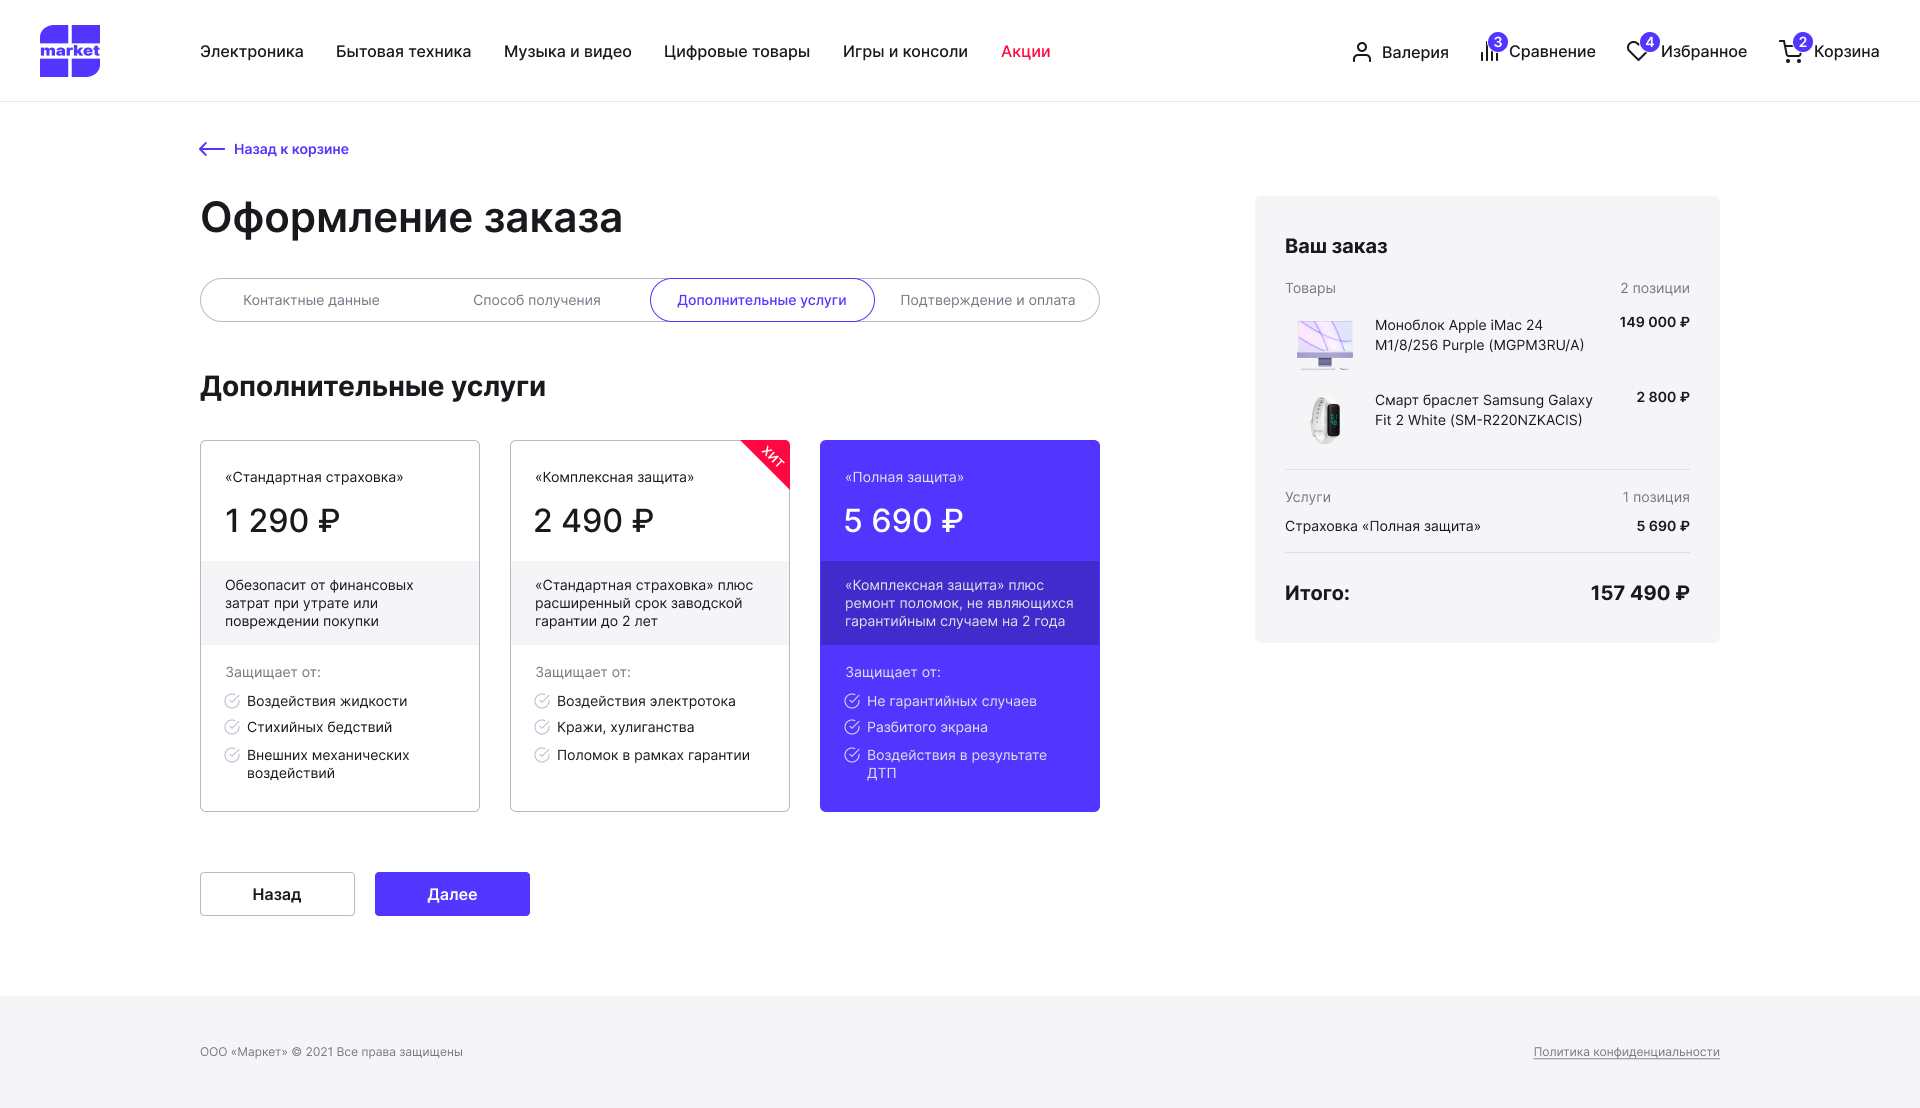 market
Электроника
Бытовая техника
Музыка и видео
Цифровые товары
Игры и консоли
Акции
Валерия
3
Сравнение
4
Избранное
2
Корзина
Назад к корзине
Оформление заказа
Контактные данные
Способ получения
Дополнительные услуги
Подтверждение и оплата
Дополнительные услуги
«Стандартная страховка»
1 290 ₽
Обезопасит от финансовых
затрат при утрате или
повреждении покупки
Защищает от:
Воздействия жидкости
Стихийных бедствий
Внешних механических
воздействий
ХИТ
«Комплексная защита»
2 490 ₽
«Стандартная страховка» плюс
расширенный срок заводской
гарантии до 2 лет
Защищает от:
Воздействия электротока
Кражи, хулиганства
Поломок в рамках гарантии
«Полная защита»
5 690 ₽
«Комплексная защита» плюс
ремонт поломок, не являющихся
гарантийным случаем на 2 года
Защищает от:
Не гарантийных случаев
Разбитого экрана
Воздействия в результате
ДТП
Назад
Далее
Ваш заказ
Товары
2 позиции
Моноблок Apple iMac 24
M1/8/256 Purple (MGPM3RU/A)
149 000 ₽
Смарт браслет Samsung Galaxy
Fit 2 White (SM-R220NZKACIS)
2 800 ₽
Услуги
1 позиция
Страховка «Полная защита»
5 690 ₽
Итого:
157 490 ₽
ООО «Маркет» © 2021 Все права защищены
Политика конфиденциальности